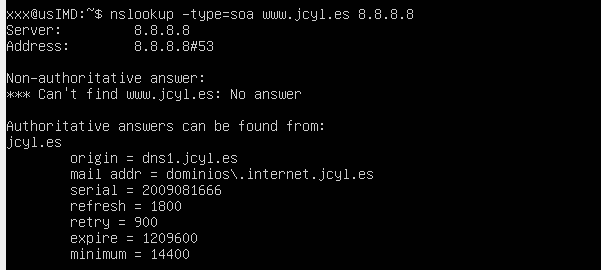 xxx@usIMD:~$ nslookup -type=soa www.jcyl.es 8.8.8.8
Server:         8.8.8.8
Address:        8.8.8.8#53
Non-authoritative answer:
*** Can't find www.jcyl.es: No answer
Authoritative answers can be found from:
jcyl.es
        origin = dns1.jcyl.es
        mail addr = dominios\.internet.jcyl.es
        serial = 2009081666
        refresh = 1800
        retry = 900
        expire = 1209600
        minimum = 14400